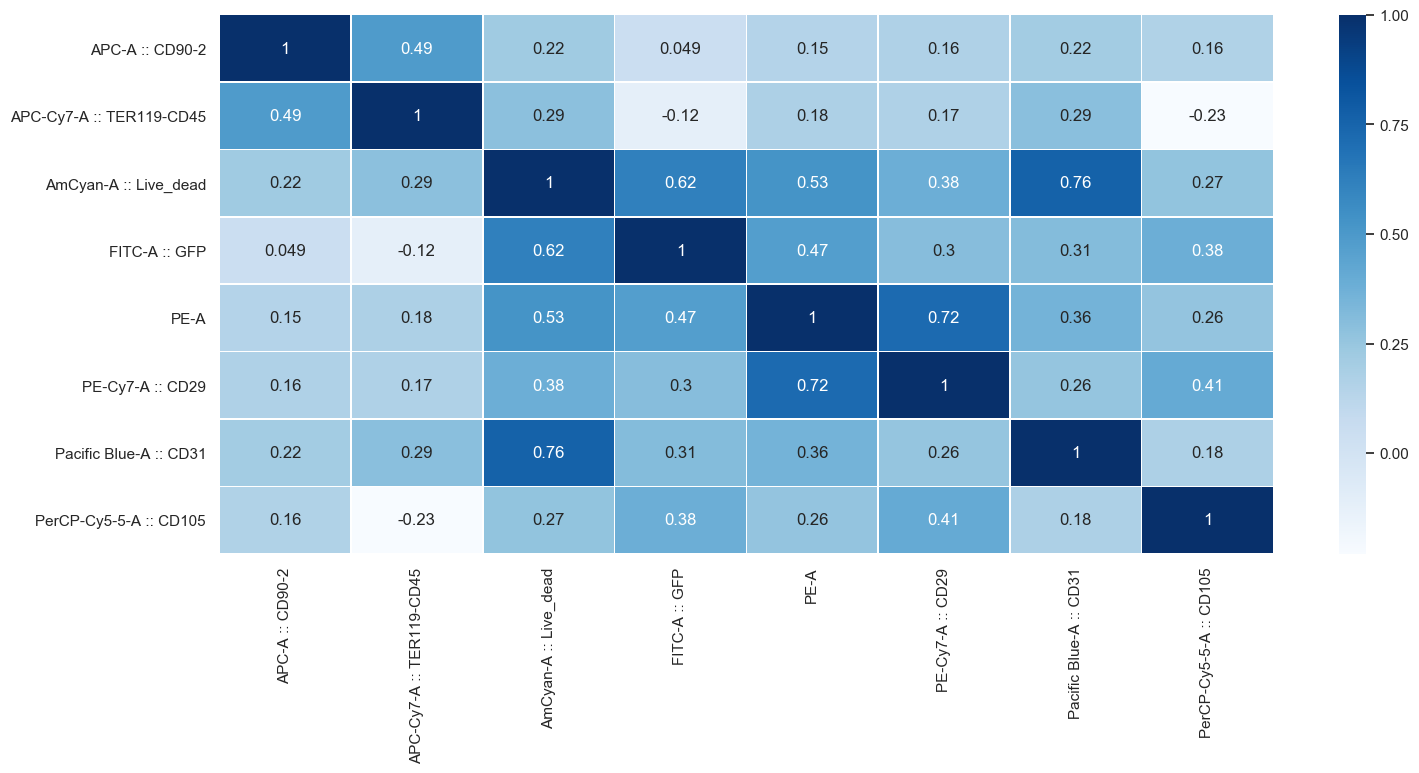 APC-A :: CD90-2 1 0.49 0.22 0.049 0.15 0.16 0.22 0.16
APC-Cy7-A :: TER119-CD45 0.49 1 0.29 -0.12 0.18 0.17 0.29 -0.23
AmCyan-A :: Live_dead 0.22 0.29 1 0.62 0.53 0.38 0.76 0.27
FITC-A :: GFP 0.049 -0.12 0.62 1 0.47 0.3 0.31 0.38
PE-A 0.15 0.18 0.53 0.47 1 0.72 0.36 0.26
PE-Cy7-A :: CD29 0.16 0.17 0.38 0.3 0.72 1 0.26 0.41
Pacific Blue-A :: CD31 0.22 0.29 0.76 0.31 0.36 0.26 1 0.18
PerCP-Cy5-5-A :: CD105 0.16 -0.23 0.27 0.38 0.26 0.41 0.18 1
APC-A :: CD90-2
APC-Cy7-A :: TER119-CD45
AmCyan-A :: Live_dead
FITC-A :: GFP
PE-A
PE-Cy7-A :: CD29
Pacific Blue-A :: CD31
PerCP-Cy5-5-A :: CD105
1.00
0.75
0.50
0.25
0.00